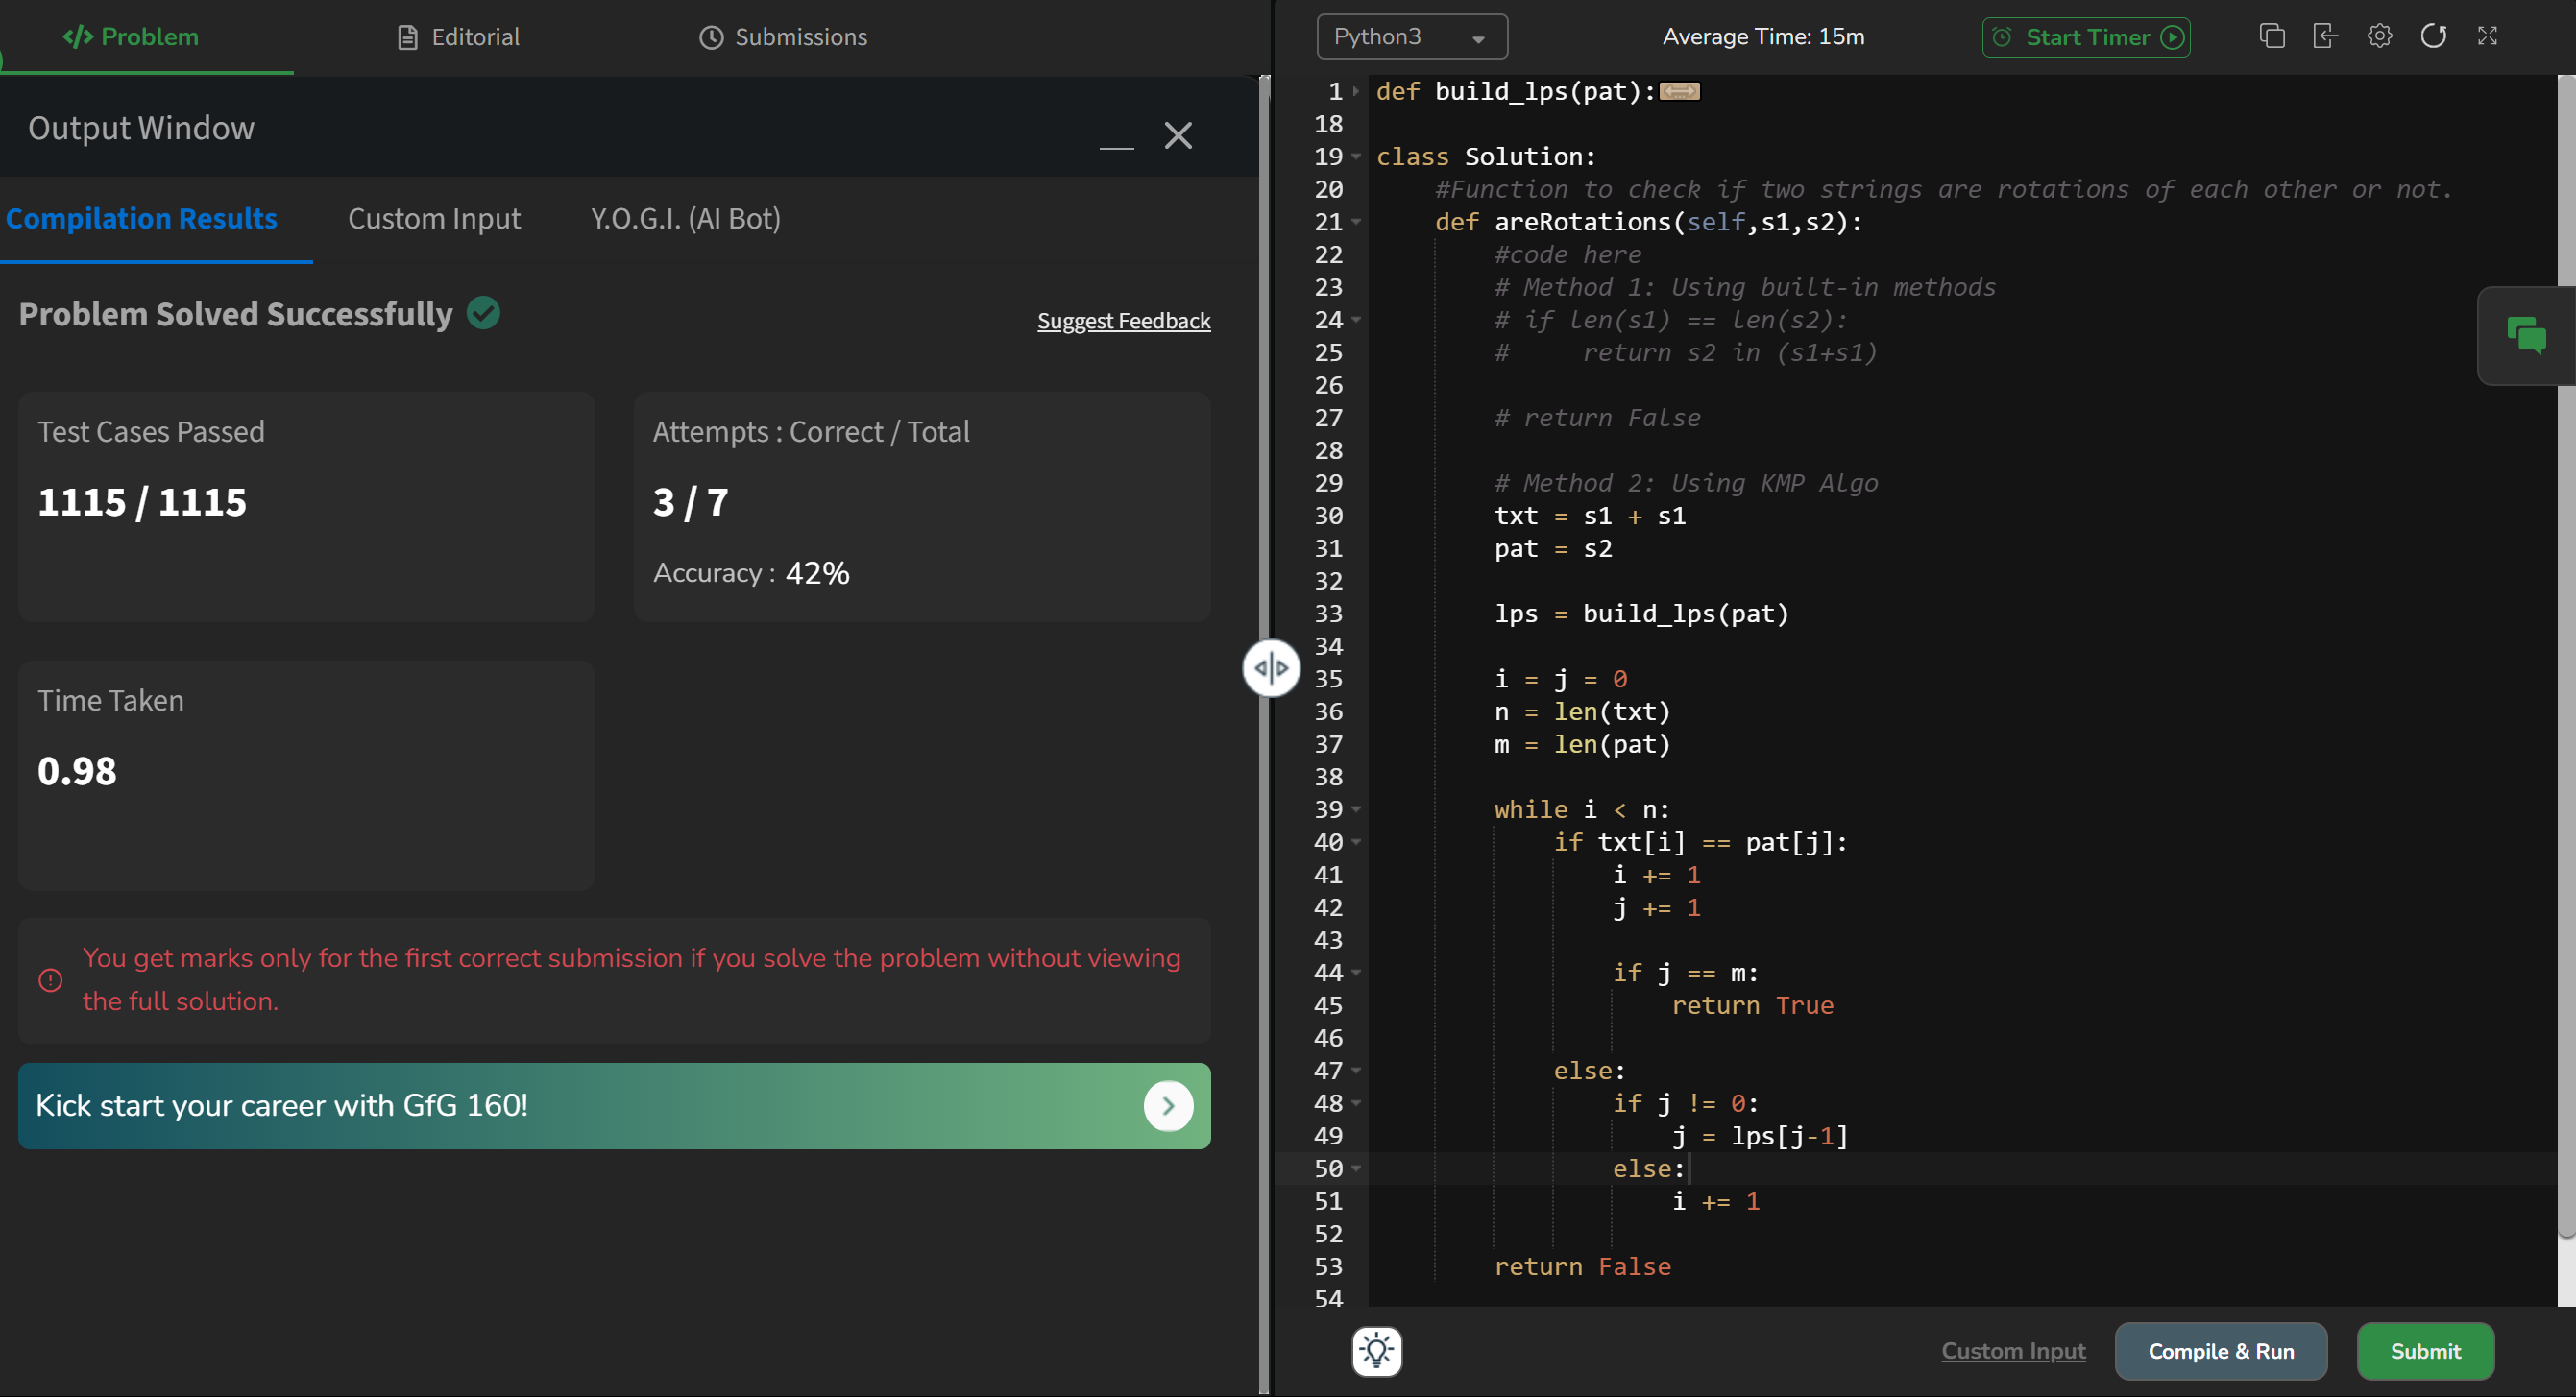 </> Problem
Editorial
Submissions
Output Window
Compilation Results
Custom Input
Y.O.G.I. (AI Bot)
Problem Solved Successfully
Suggest Feedback
Test Cases Passed
1115 / 1115
Attempts : Correct / Total
3 / 7
Accuracy : 42%
Time Taken
0.98
You get marks only for the first correct submission if you solve the problem without viewing
the full solution.
Kick start your career with GfG 160!
Python3
Average Time: 15m
Start Timer
1 def build_lps(pat):
18
19 class Solution:
20     #Function to check if two strings are rotations of each other or not.
21     def areRotations(self,s1,s2):
22         #code here
23         # Method 1: Using built-in methods
24         # if len(s1) == len(s2):
25         #     return s2 in (s1+s1)
26
27         # return False
28
29         # Method 2: Using KMP Algo
30         txt = s1 + s1
31         pat = s2
32
33         lps = build_lps(pat)
34
35         i = j = 0
36         n = len(txt)
37         m = len(pat)
38
39         while i < n:
40             if txt[i] == pat[j]:
41                 i += 1
42                 j += 1
43
44                 if j == m:
45                     return True
46
47             else:
48                 if j != 0:
49                     j = lps[j-1]
50                 else:
51                     i += 1
52
53         return False
54
Custom Input
Compile & Run
Submit